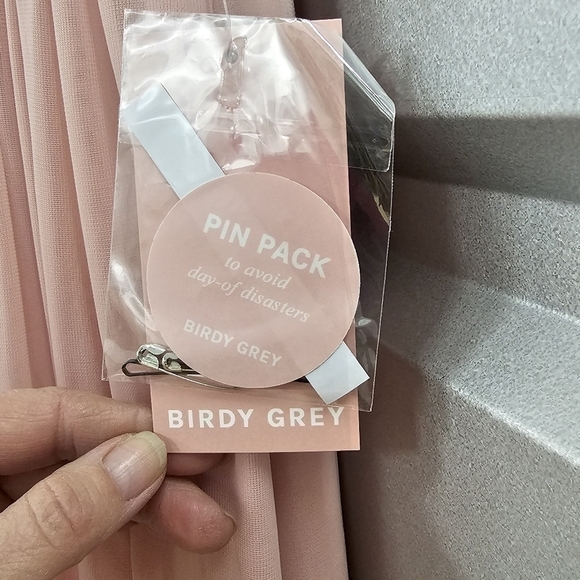 PIN PACK
to avoid
day-of disasters
BIRDY GREY
BIRDY GREY